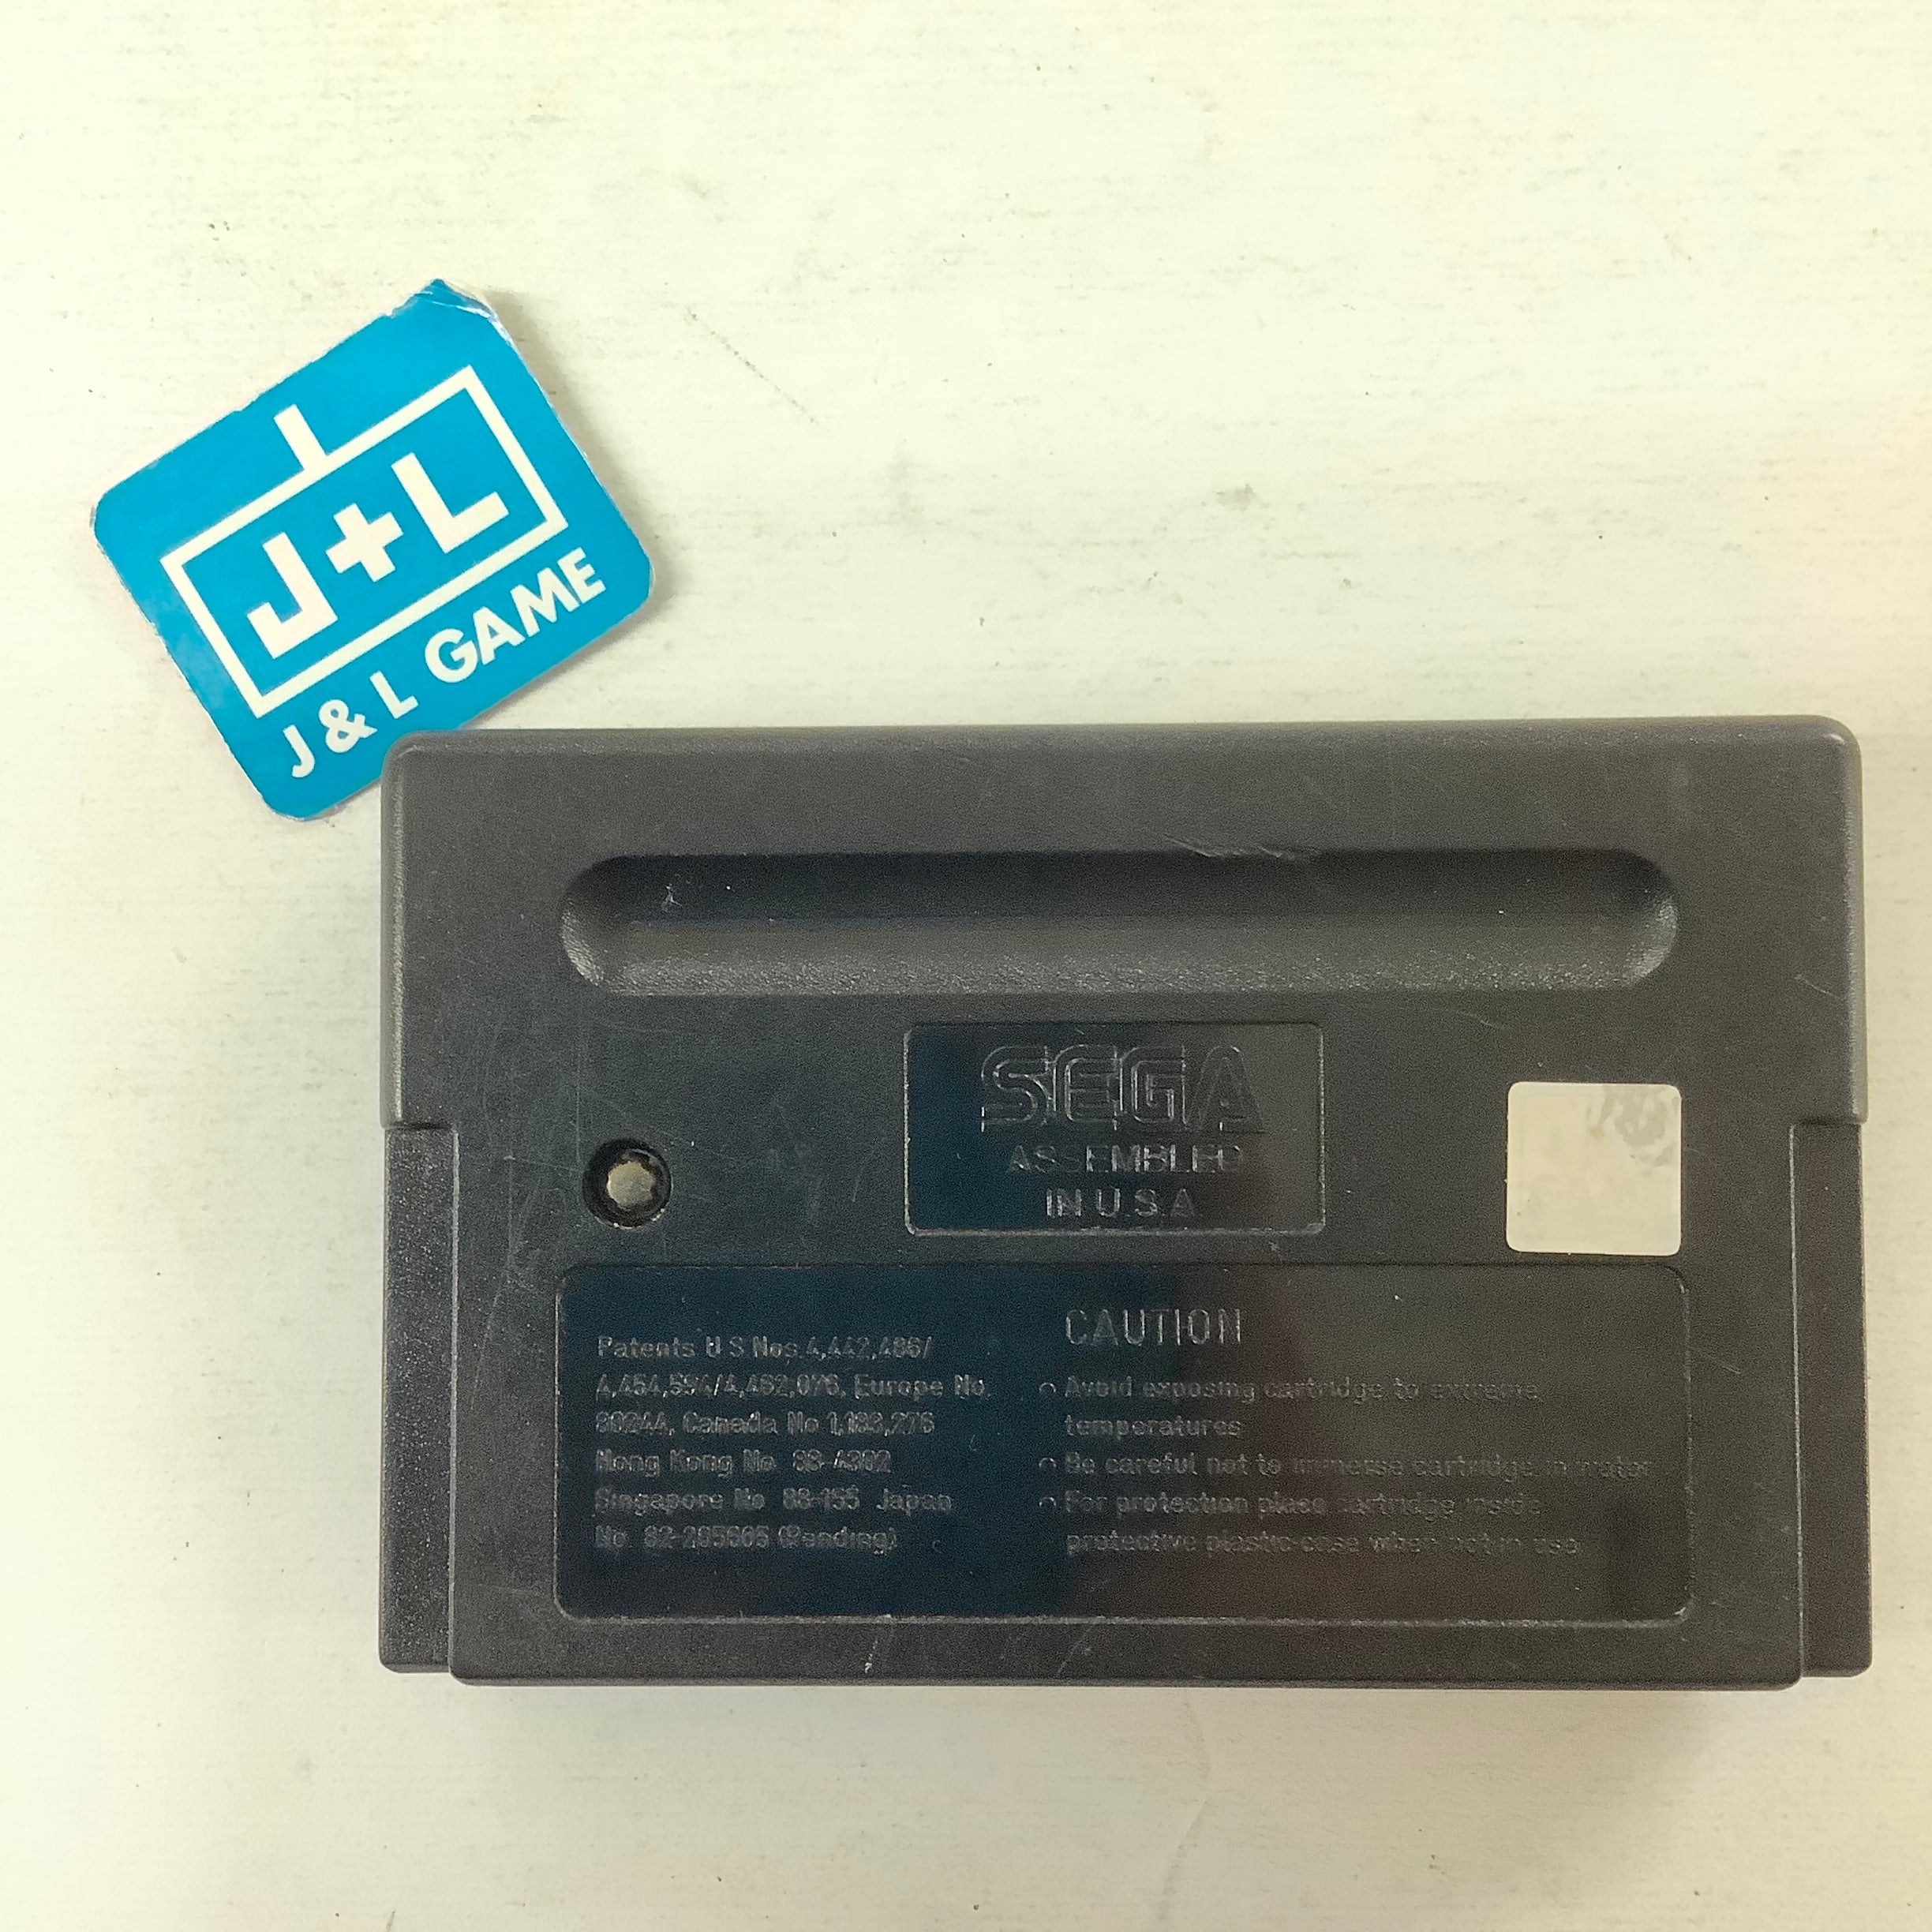 J+L
J & L GAME
SEGA
ASSEMBLED
IN U.S.A.
Patents U.S Nos.4,442,486/
4,454,594/4,462,076, Europe No.
80244, Canada No 1,183,276
Hong Kong No. 88-4302
Singapore No. 88-155 Japan
No. 82-205605 (Pending)
CAUTION
Avoid exposing cartridge to extreme
temperatures
Be careful not to immerse cartridge in water
For protection place cartridge inside
protective plastic case when not in use